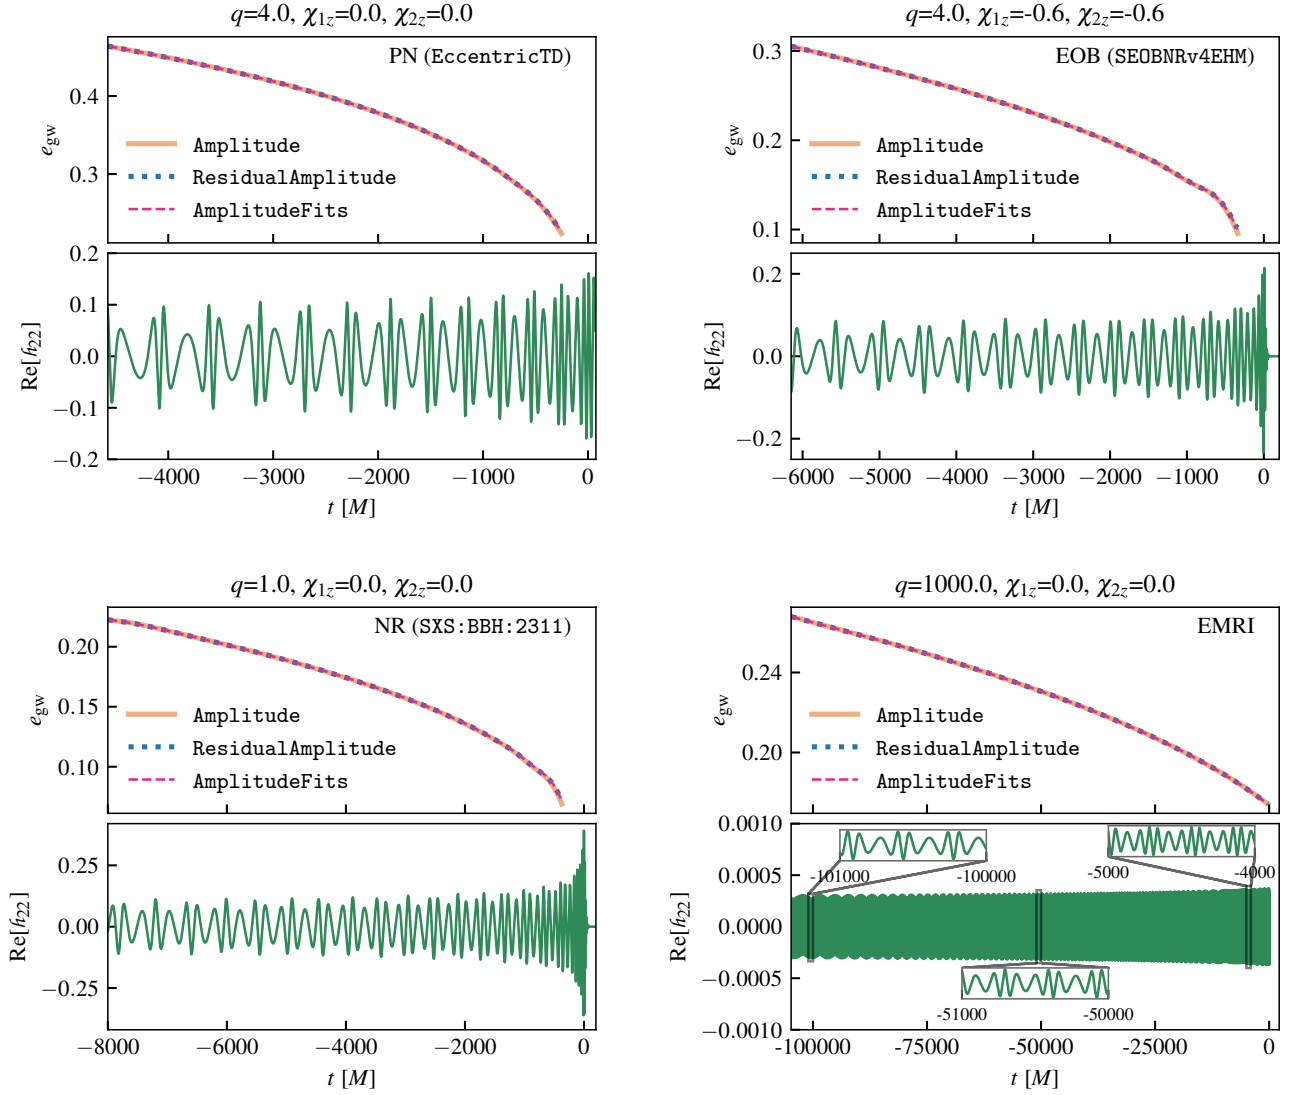 q=4.0, χ1z=0.0, χ2z=0.0
PN (EccentricTD)
0.4
0.3
e_gw
Amplitude
ResidualAmplitude
AmplitudeFits
0.2
0.1
0.0
−0.1
−0.2
Re[ℎ22]
−4000 −3000 −2000 −1000 0
t [M]
q=4.0, χ1z=-0.6, χ2z=-0.6
EOB (SEOBNRv4EHM)
0.3
0.2
0.1
e_gw
Amplitude
ResidualAmplitude
AmplitudeFits
0.2
0.0
−0.2
Re[ℎ22]
−6000 −5000 −4000 −3000 −2000 −1000 0
t [M]
q=1.0, χ1z=0.0, χ2z=0.0
NR (SXS:BBH:2311)
0.20
0.15
0.10
e_gw
Amplitude
ResidualAmplitude
AmplitudeFits
0.25
0.00
−0.25
Re[ℎ22]
−8000 −6000 −4000 −2000 0
t [M]
q=1000.0, χ1z=0.0, χ2z=0.0
EMRI
0.24
0.20
e_gw
Amplitude
ResidualAmplitude
AmplitudeFits
0.0010
0.0005
0.0000
−0.0005
−0.0010
Re[ℎ22]
-101000 -100000
-5000 -4000
-51000 -50000
-100000 -75000 -50000 -25000 0
t [M]